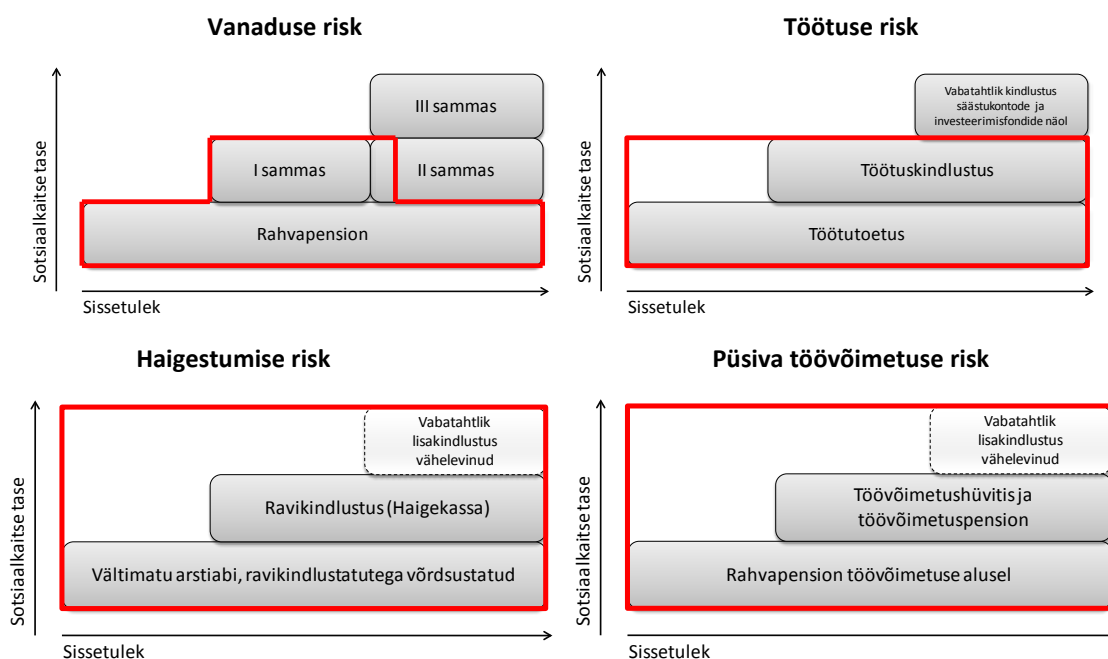 Vanaduse risk
Sotsiaalkaitse tase
III sammas
I sammas
II sammas
Rahvapension
Sissetulek
Töötuse risk
Sotsiaalkaitse tase
Vabatahtlik kindlustus
säästukontode ja
investeerimisfondide näol
Töötuskindlustus
Töötutoetus
Sissetulek
Haigestumise risk
Sotsiaalkaitse tase
Vabatahtlik
lisakindlustus
vähelevinud
Ravikindlustus (Haigekassa)
Vältimatu arstiabi, ravikindlustatutega võrdsustatud
Sissetulek
Püsiva töövõimetuse risk
Sotsiaalkaitse tase
Vabatahtlik
lisakindlustus
vähelevinud
Töövõimetushüvitis ja
töövõimetuspension
Rahvapension töövõimetuse alusel
Sissetulek